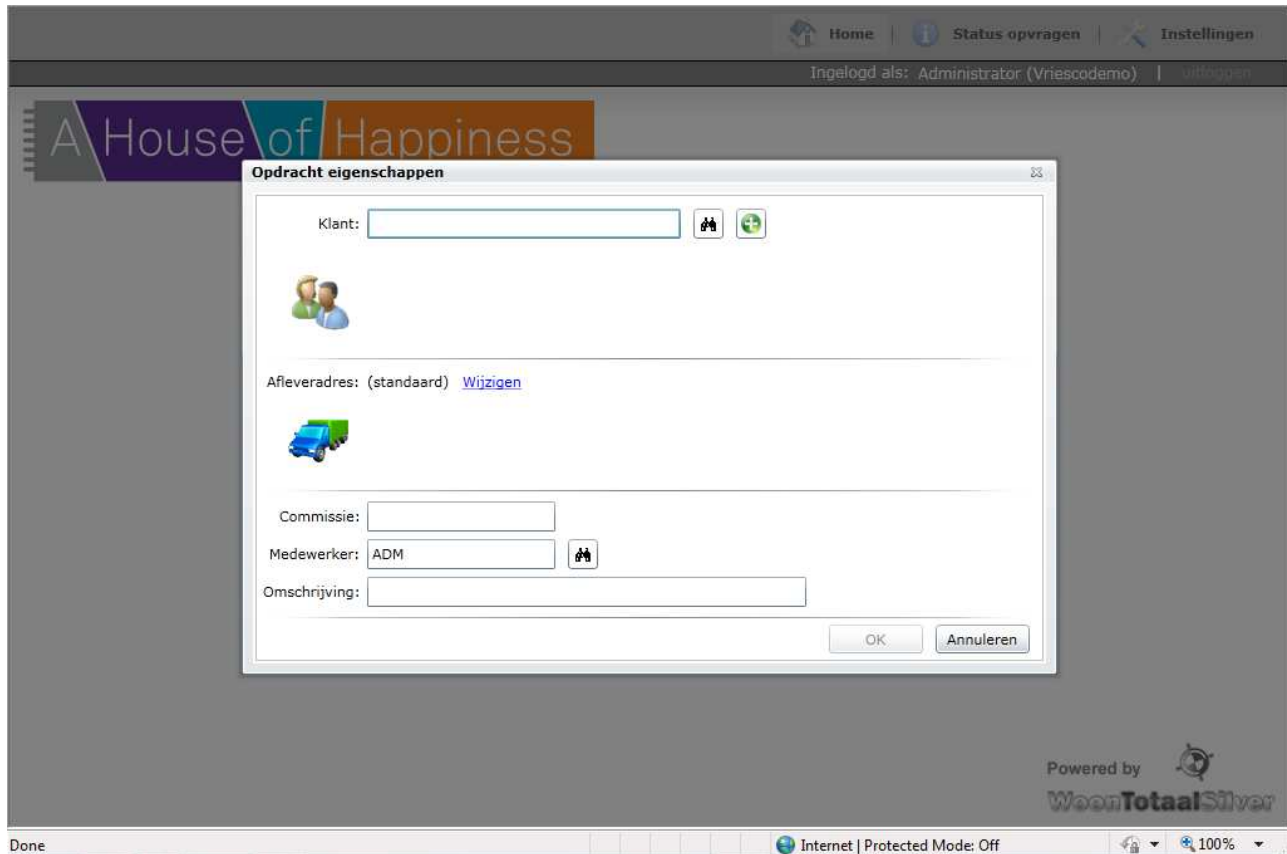 Home | Status opvragen | Instellingen
Ingelogd als: Administrator (Vriescodemo) | uitloggen
A House of Happiness
Opdracht eigenschappen
Klant:
Afleveradres: (standaard) Wijzigen
Commissie:
Medewerker: ADM
Omschrijving:
OK Annuleren
Powered by
WoonTotaalSilver
Done Internet | Protected Mode: Off 100%